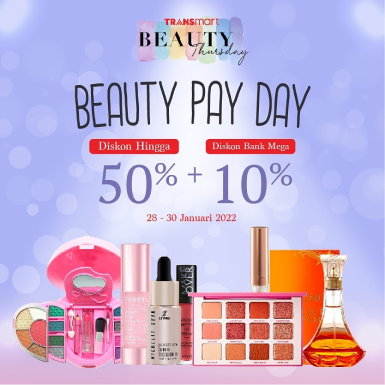 TRANSmart
BEAUTY
Thursday
BEAUTY PAY DAY
Diskon Hingga
Diskon Bank Mega
50% + 10%
28 - 30 Januari 2022